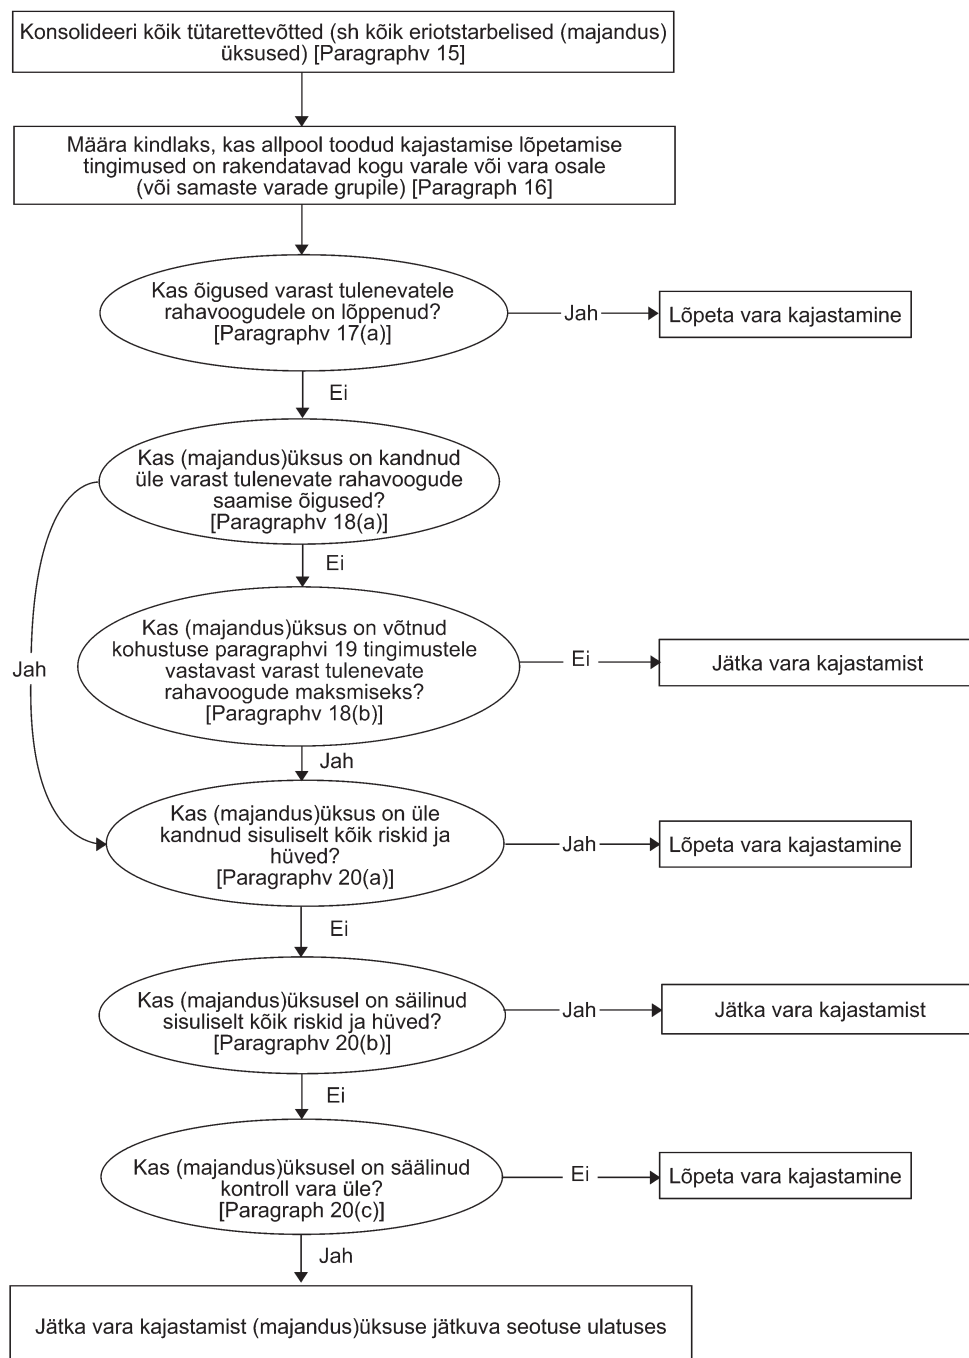 Konsolideeri kõik tütarettevõtted (sh kõik eriotstarbelised (majandus)
üksused) [Paragraphv 15]
Määra kindlaks, kas allpool toodud kajastamise lõpetamise
tingimused on rakendatavad kogu varale või vara osale
(või samaste varade grupile) [Paragraph 16]
Kas õigused varast tulenevatele
rahavoogudele on lõppenud?
[Paragraphv 17(a)]
Jah
Lõpeta vara kajastamine
Ei
Kas (majandus)üksus on kandnud
üle varast tulenevate rahavoogude
saamise õigused?
[Paragraphv 18(a)]
Ei
Jah
Kas (majandus)üksus on võtnud
kohustuse paragraphvi 19 tingimustele
vastavast varast tulenevate
rahavoogude maksmiseks?
[Paragraphv 18(b)]
Ei
Jätka vara kajastamist
Jah
Kas (majandus)üksus on üle
kandnud sisuliselt kõik riskid ja
hüved?
[Paragraphv 20(a)]
Jah
Lõpeta vara kajastamine
Ei
Kas (majandus)üksusel on säilinud
sisuliselt kõik riskid ja hüved?
[Paragraphv 20(b)]
Jah
Jätka vara kajastamist
Ei
Kas (majandus)üksusel on säälinud
kontroll vara üle?
[Paragraph 20(c)]
Ei
Lõpeta vara kajastamine
Jah
Jätka vara kajastamist (majandus)üksuse jätkuva seotuse ulatuses